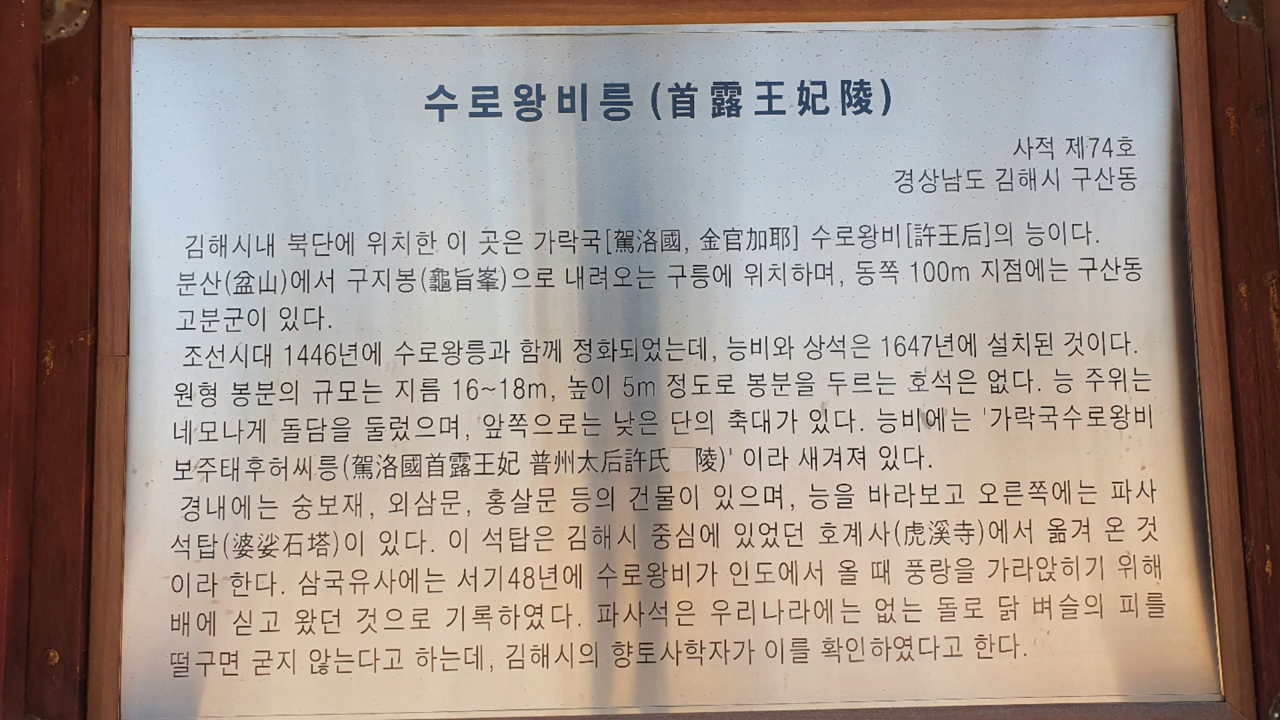 수로왕비릉 (首露王妃陵)
사적 제74호
경상남도 김해시 구산동
김해시내 북단에 위치한 이 곳은 가락국[駕洛國, 金官加耶] 수로왕비[許王后]의 능이다.
분산(盆山)에서 구지봉(龜旨峯)으로 내려오는 구릉에 위치하며, 동쪽 100m 지점에는 구산동
고분군이 있다.
조선시대 1446년에 수로왕릉과 함께 정화되었는데, 능비와 상석은 1647년에 설치된 것이다.
원형 봉분의 규모는 지름 16~18m, 높이 5m 정도로 봉분을 두르는 호석은 없다. 능 주위는
네모나게 돌담을 둘렀으며, 앞쪽으로는 낮은 단의 축대가 있다. 능비에는 '가락국수로왕비
보주태후허씨릉(駕洛國首露王妃 普州太后許氏 陵)' 이라 새겨져 있다.
경내에는 숭보재, 외삼문, 홍살문 등의 건물이 있으며, 능을 바라보고 오른쪽에는 파사
석탑(婆娑石塔)이 있다. 이 석탑은 김해시 중심에 있었던 호계사(虎溪寺)에서 옮겨 온 것
이라 한다. 삼국유사에는 서기48년에 수로왕비가 인도에서 올 때 풍랑을 가라앉히기 위해
배에 싣고 왔던 것으로 기록하였다. 파사석은 우리나라에는 없는 돌로 닭 벼슬의 피를
떨구면 굳지 않는다고 하는데, 김해시의 향토사학자가 이를 확인하였다고 한다.